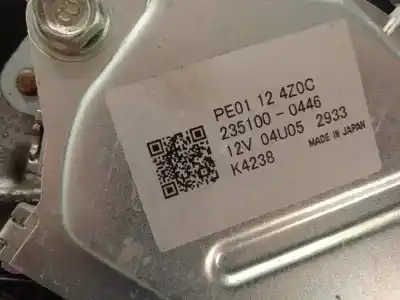 PE01 12 4Z0C
235100-0446
12V 04U05 2933
K4238 MADE IN JAPAN